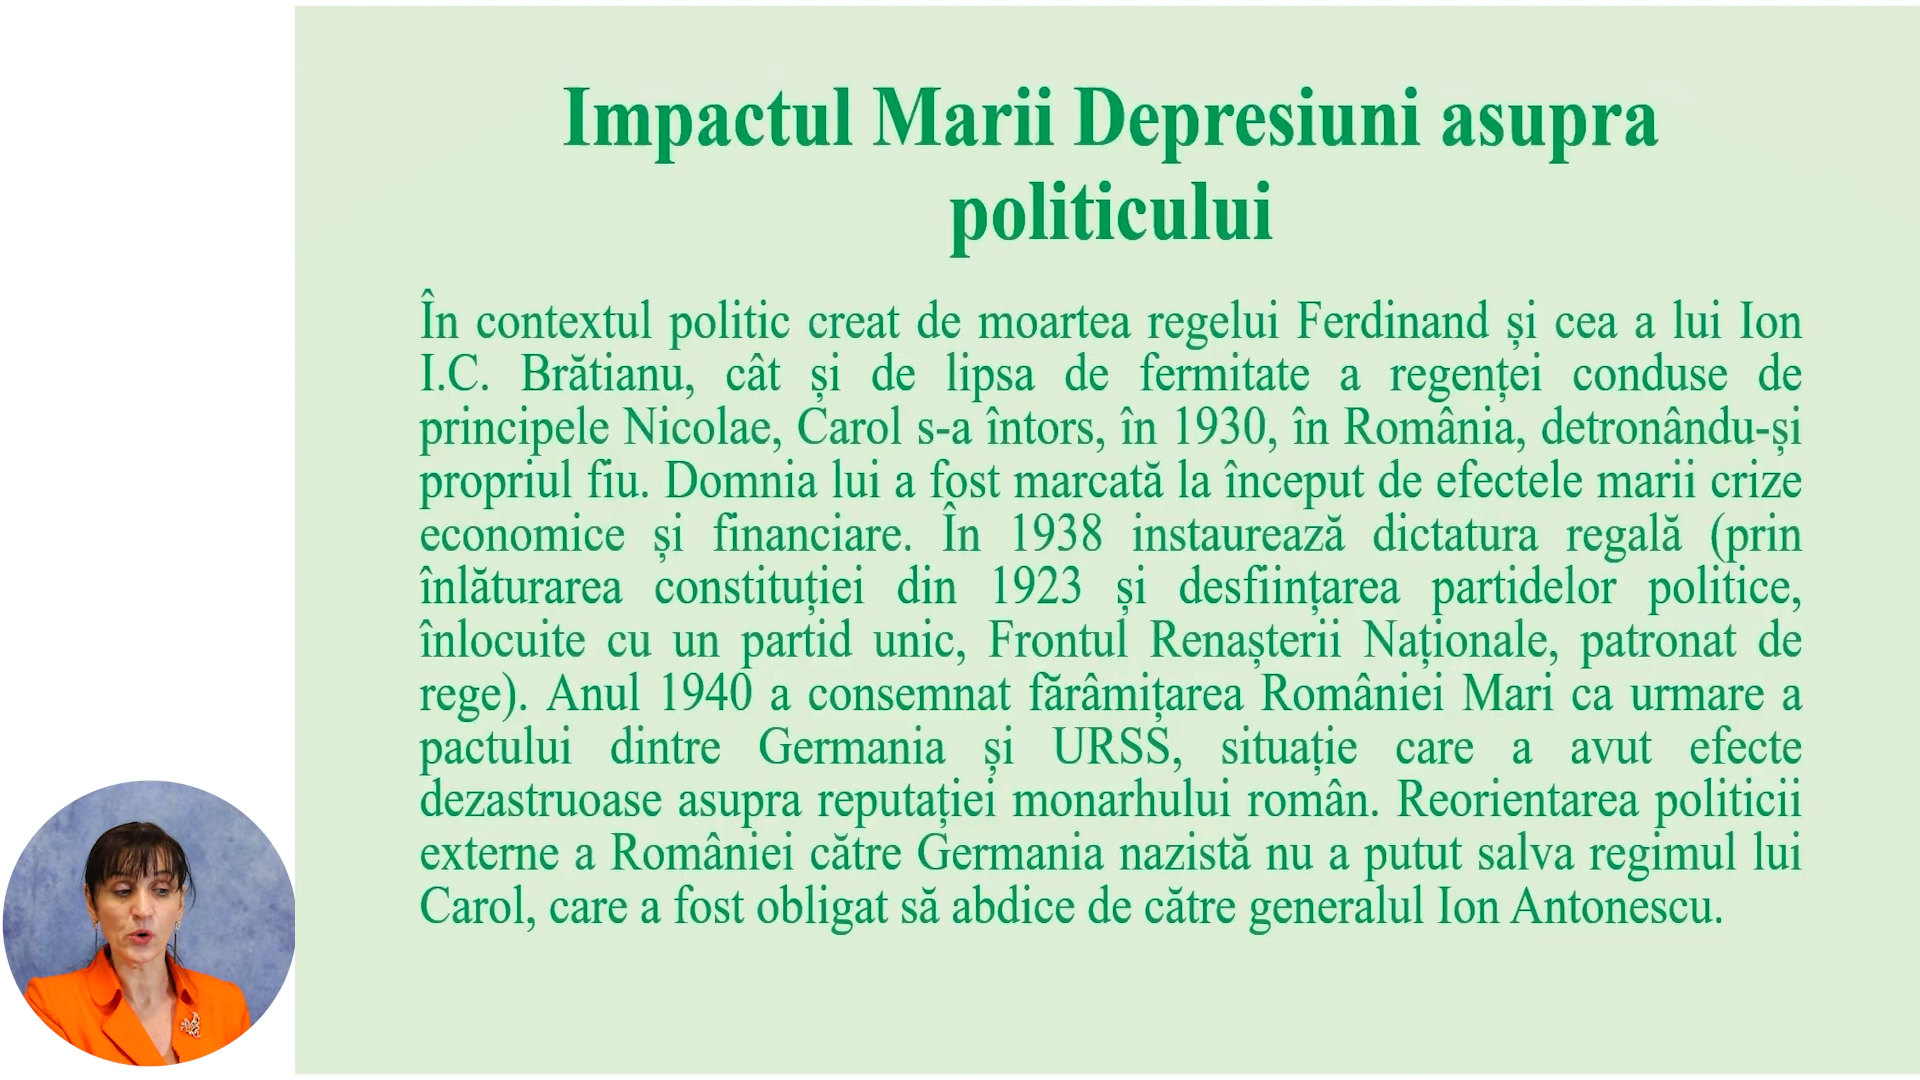 Impactul Marii Depresiuni asupra
politicului
În contextul politic creat de moartea regelui Ferdinand și cea a lui Ion
I.C. Brătianu, cât și de lipsa de fermitate a regenței conduse de
principele Nicolae, Carol s-a întors, în 1930, în România, detronându-și
propriul fiu. Domnia lui a fost marcată la început de efectele marii crize
economice și financiare. În 1938 instaurează dictatura regală (prin
înlăturarea constituției din 1923 și desființarea partidelor politice,
înlocuite cu un partid unic, Frontul Renașterii Naționale, patronat de
rege). Anul 1940 a consemnat fărâmițarea României Mari ca urmare a
pactului dintre Germania și URSS, situație care a avut efecte
dezastruoase asupra reputației monarhului român. Reorientarea politicii
externe a României către Germania nazistă nu a putut salva regimul lui
Carol, care a fost obligat să abdice de către generalul Ion Antonescu.